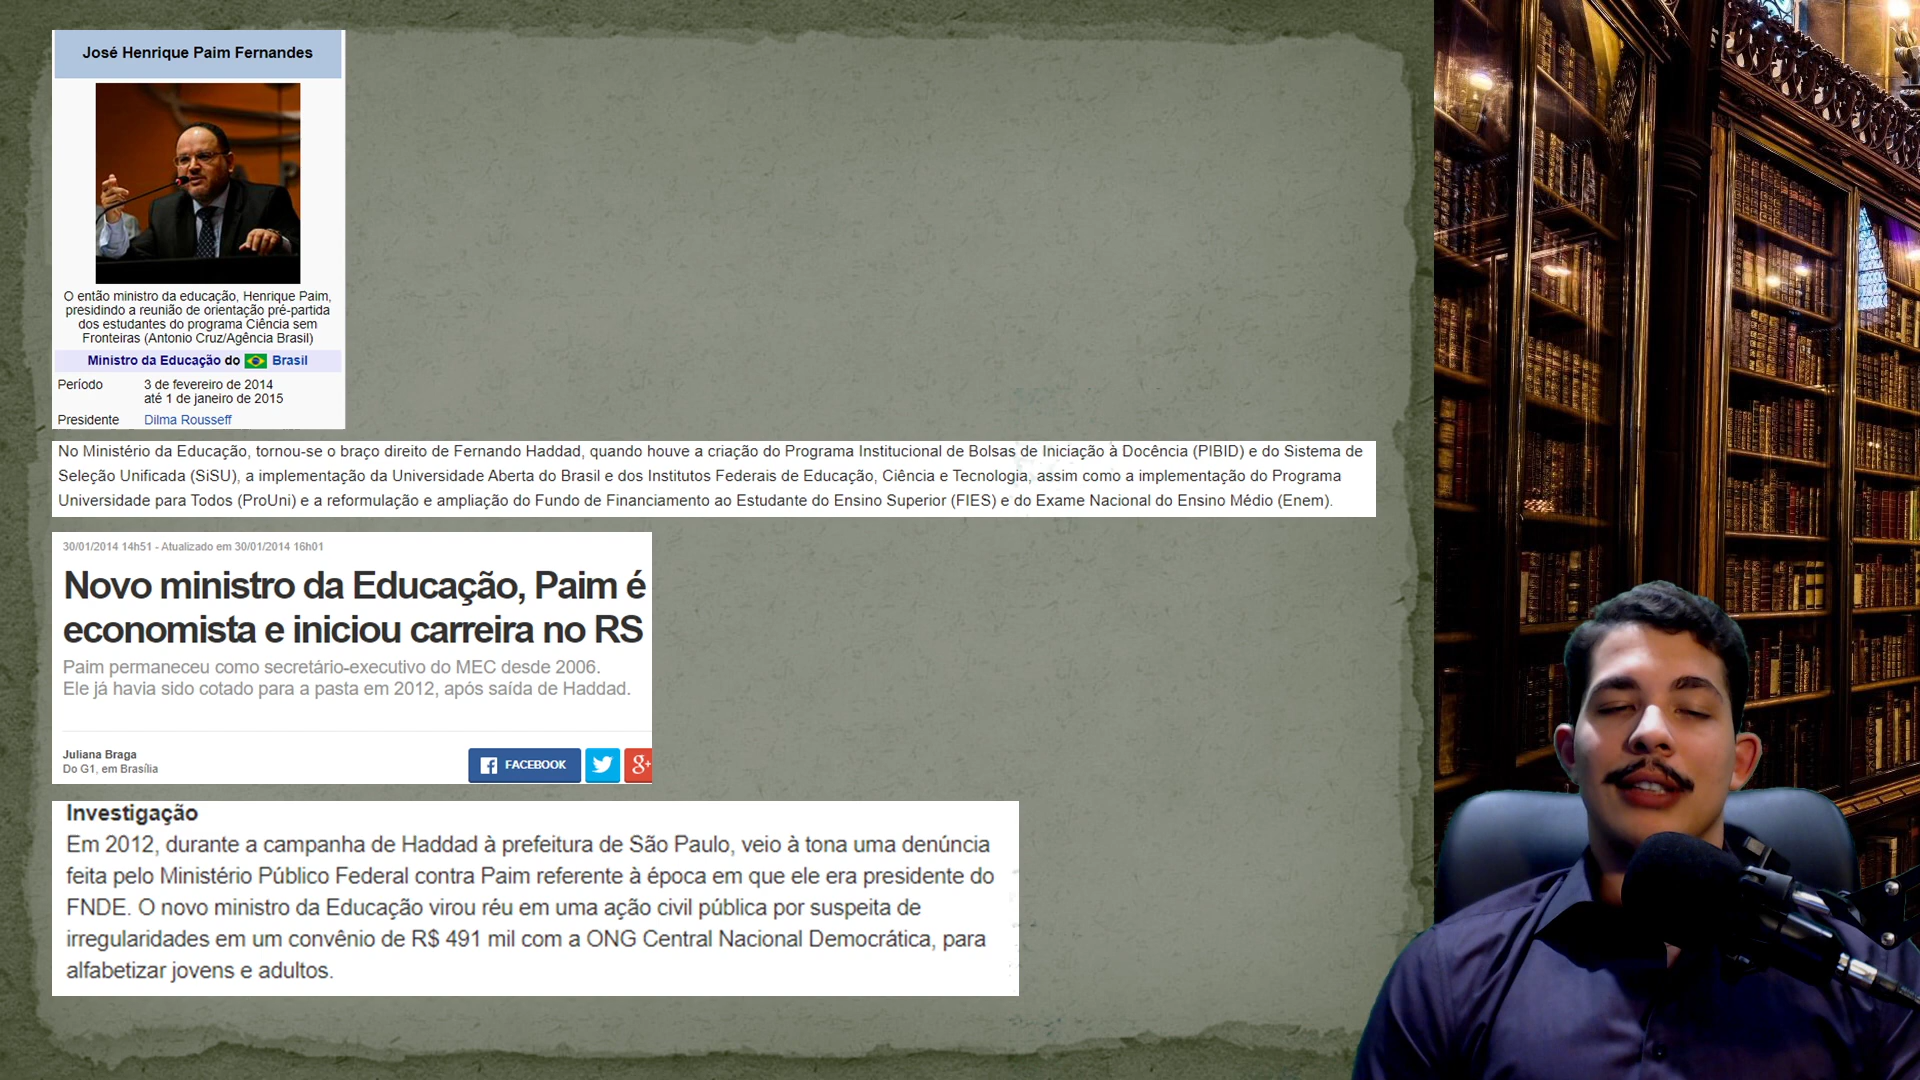 José Henrique Paim Fernandes
O então ministro da educação, Henrique Paim,
presidindo a reunião de orientação pré-partida
dos estudantes do programa Ciência sem
Fronteiras (Antonio Cruz/Agência Brasil)
Ministro da Educação do Brasil
Período 3 de fevereiro de 2014
até 1 de janeiro de 2015
Presidente Dilma Rousseff
No Ministério da Educação, tornou-se o braço direito de Fernando Haddad, quando houve a criação do Programa Institucional de Bolsas de Iniciação à Docência (PIBID) e do Sistema de
Seleção Unificada (SiSU), a implementação da Universidade Aberta do Brasil e dos Institutos Federais de Educação, Ciência e Tecnologia, assim como a implementação do Programa
Universidade para Todos (ProUni) e a reformulação e ampliação do Fundo de Financiamento ao Estudante do Ensino Superior (FIES) e do Exame Nacional do Ensino Médio (Enem).
30/01/2014 14h51 - Atualizado em 30/01/2014 16h01
Novo ministro da Educação, Paim é
economista e iniciou carreira no RS
Paim permaneceu como secretário-executivo do MEC desde 2006.
Ele já havia sido cotado para a pasta em 2012, após saída de Haddad.
Juliana Braga
Do G1, em Brasília
FACEBOOK
g+
Investigação
Em 2012, durante a campanha de Haddad à prefeitura de São Paulo, veio à tona uma denúncia
feita pelo Ministério Público Federal contra Paim referente à época em que ele era presidente do
FNDE. O novo ministro da Educação virou réu em uma ação civil pública por suspeita de
irregularidades em um convênio de R$ 491 mil com a ONG Central Nacional Democrática, para
alfabetizar jovens e adultos.